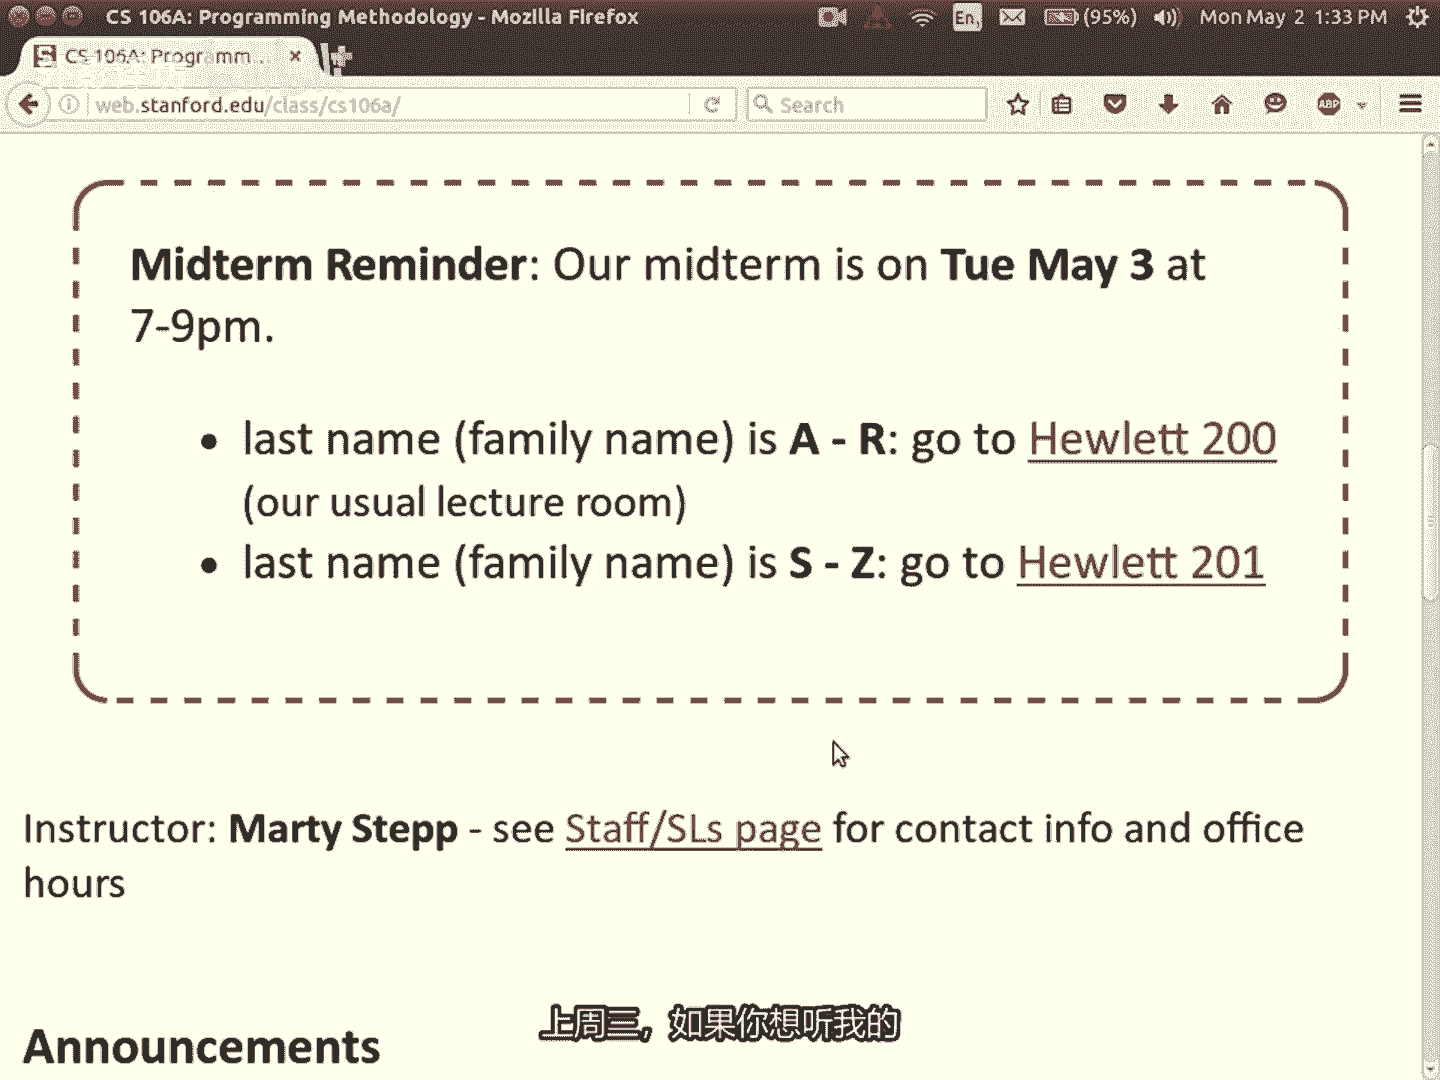 CS 106A: Programming Methodology - Mozilla Firefox
En, (95%) Mon May 2 1:33 PM
CS 106A: Programm...
web.stanford.edu/class/cs106a/
Search
ABP
Midterm Reminder: Our midterm is on Tue May 3 at
7-9pm.
last name (family name) is A - R: go to Hewlett 200
(our usual lecture room)
last name (family name) is S - Z: go to Hewlett 201
Instructor: Marty Stepp - see Staff/SLs page for contact info and office
hours
Announcements
上周三，如果你想听我的